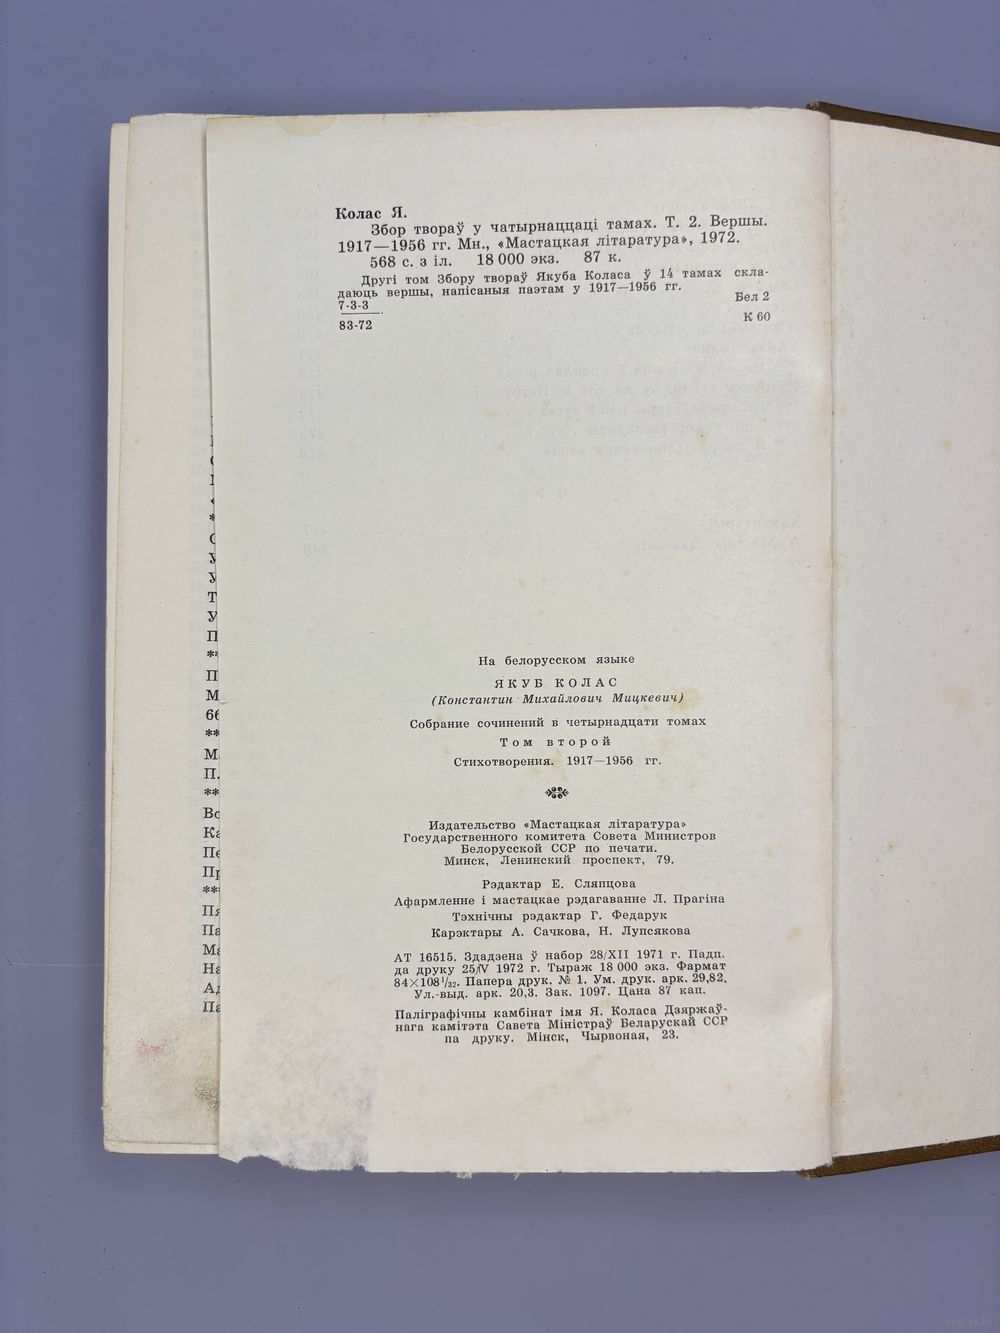 Колас Я.
Збор твораў у чатырнаццаці тамах. Т. 2. Вершы.
1917—1956 гг. Мн., «Мастацкая літаратура», 1972.
568 с. з іл. 18 000 экз. 87 к.
Другі том Збору твораў Якуба Коласа ў 14 тамах скла-
даюць вершы, напісаныя паэтам у 1917—1956 гг.
7-3-3
Бел 2
83-72
К 60
На белорусском языке
ЯКУБ КОЛАС
(Константин Михайлович Мицкевич)
Собрание сочинений в четырнадцати томах
Том второй
Стихотворения. 1917—1956 гг.
Издательство «Мастацкая літаратура»
Государственного комитета Совета Министров
Белорусской ССР по печати.
Минск, Ленинский проспект, 79.
Рэдактар Е. Сляпцова
Афармленне і мастацкае рэдагаванне Л. Прагіна
Тэхнічны рэдактар Г. Федарук
Карэктары А. Сачкова, Н. Лупсякова
АТ 16515. Здадзена ў набор 28/XII 1971 г. Падп.
да друку 25/IV 1972 г. Тыраж 18 000 экз. Фармат
84×108 1/32. Папера друк. № 1. Ум. друк. арк. 29,82.
Ул.-выд. арк. 20,3. Зак. 1097. Цана 87 кап.
Паліграфічны камбінат імя Я. Коласа Дзяржаў-
нага камітэта Савета Міністраў Беларускай ССР
па друку. Мінск, Чырвоная, 23.